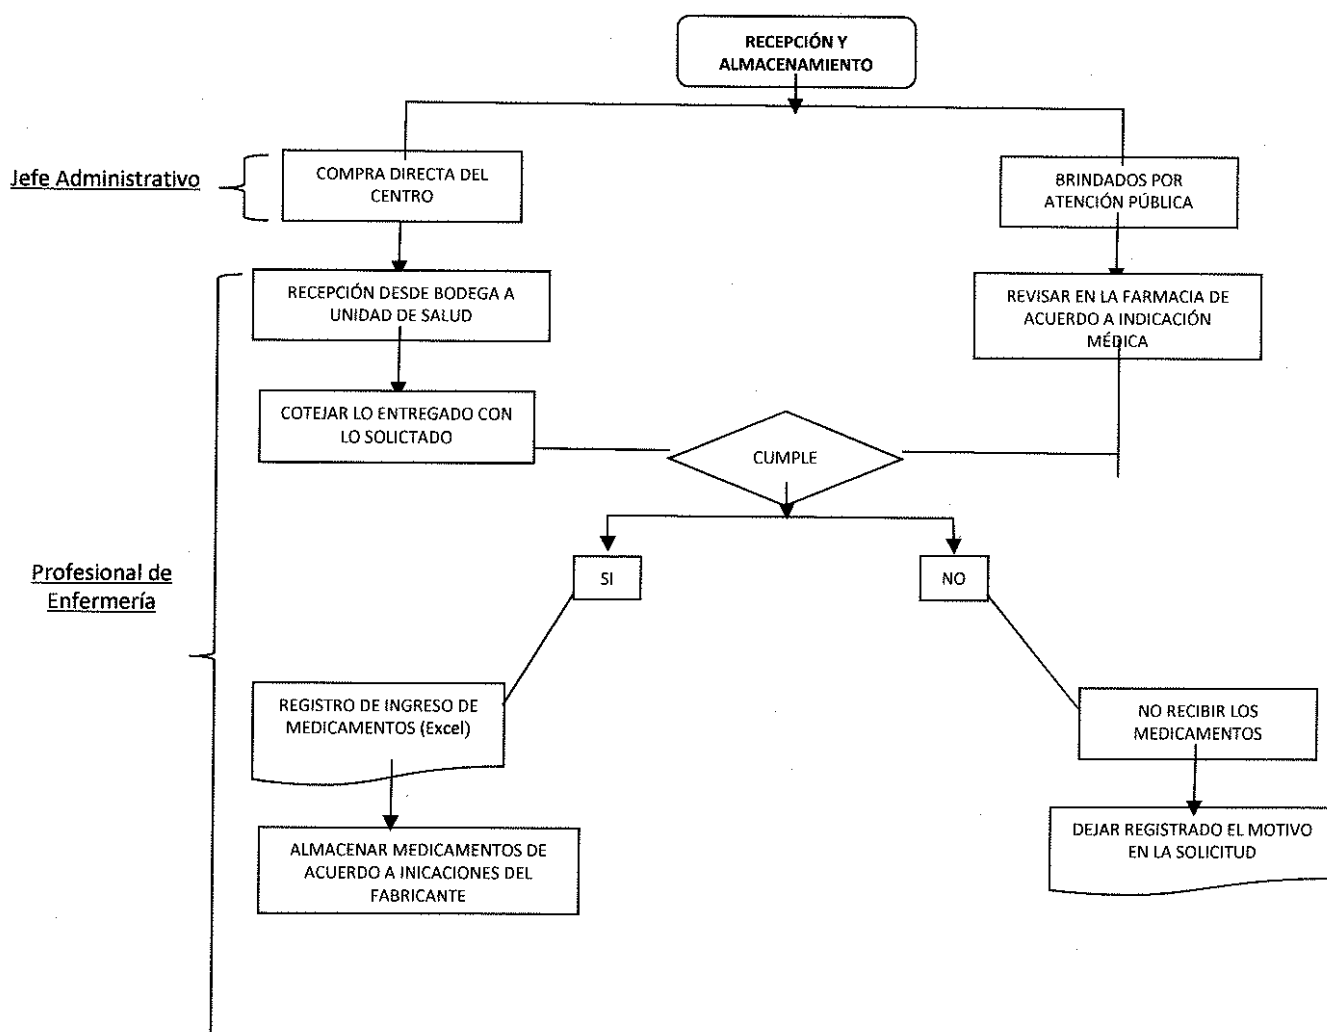 RECEPCIÓN Y
ALMACENAMIENTO
Jefe Administrativo
COMPRA DIRECTA DEL
CENTRO
BRINDADOS POR
ATENCIÓN PÚBLICA
RECEPCIÓN DESDE BODEGA A
UNIDAD DE SALUD
REVISAR EN LA FARMACIA DE
ACUERDO A INDICACIÓN
MÉDICA
COTEJAR LO ENTREGADO CON
LO SOLICTADO
CUMPLE
Profesional de
Enfermería
SI
NO
REGISTRO DE INGRESO DE
MEDICAMENTOS (Excel)
NO RECIBIR LOS
MEDICAMENTOS
ALMACENAR MEDICAMENTOS DE
ACUERDO A INICACIONES DEL
FABRICANTE
DEJAR REGISTRADO EL MOTIVO
EN LA SOLICITUD